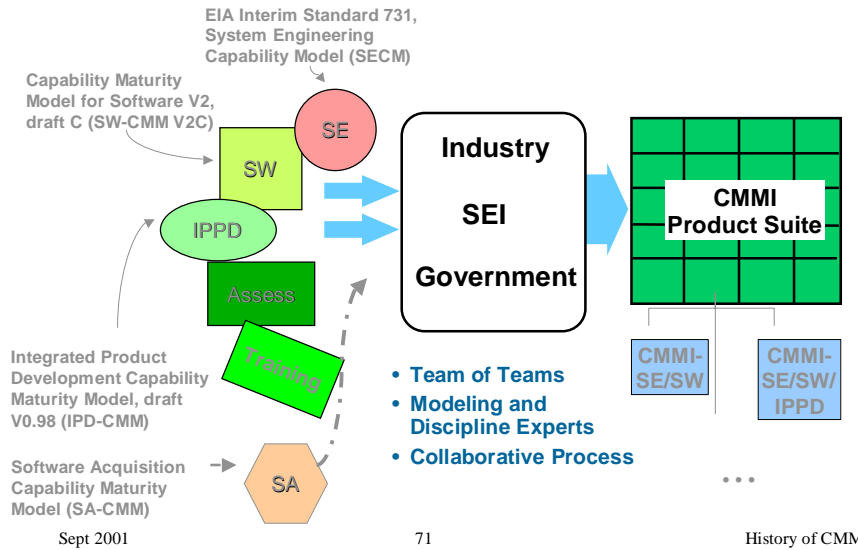 EIA Interim Standard 731,
System Engineering
Capability Model (SECM)
Capability Maturity
Model for Software V2,
draft C (SW-CMM V2C)
SE
SW
IPPD
Assess
Training
Integrated Product
Development Capability
Maturity Model, draft
V0.98 (IPD-CMM)
Software Acquisition
Capability Maturity
Model (SA-CMM)
SA
Industry
SEI
Government
• Team of Teams
• Modeling and
Discipline Experts
• Collaborative Process
CMMI
Product Suite
CMMI-
SE/SW
CMMI-
SE/SW/
IPPD
...
Sept 2001
71
History of CMM